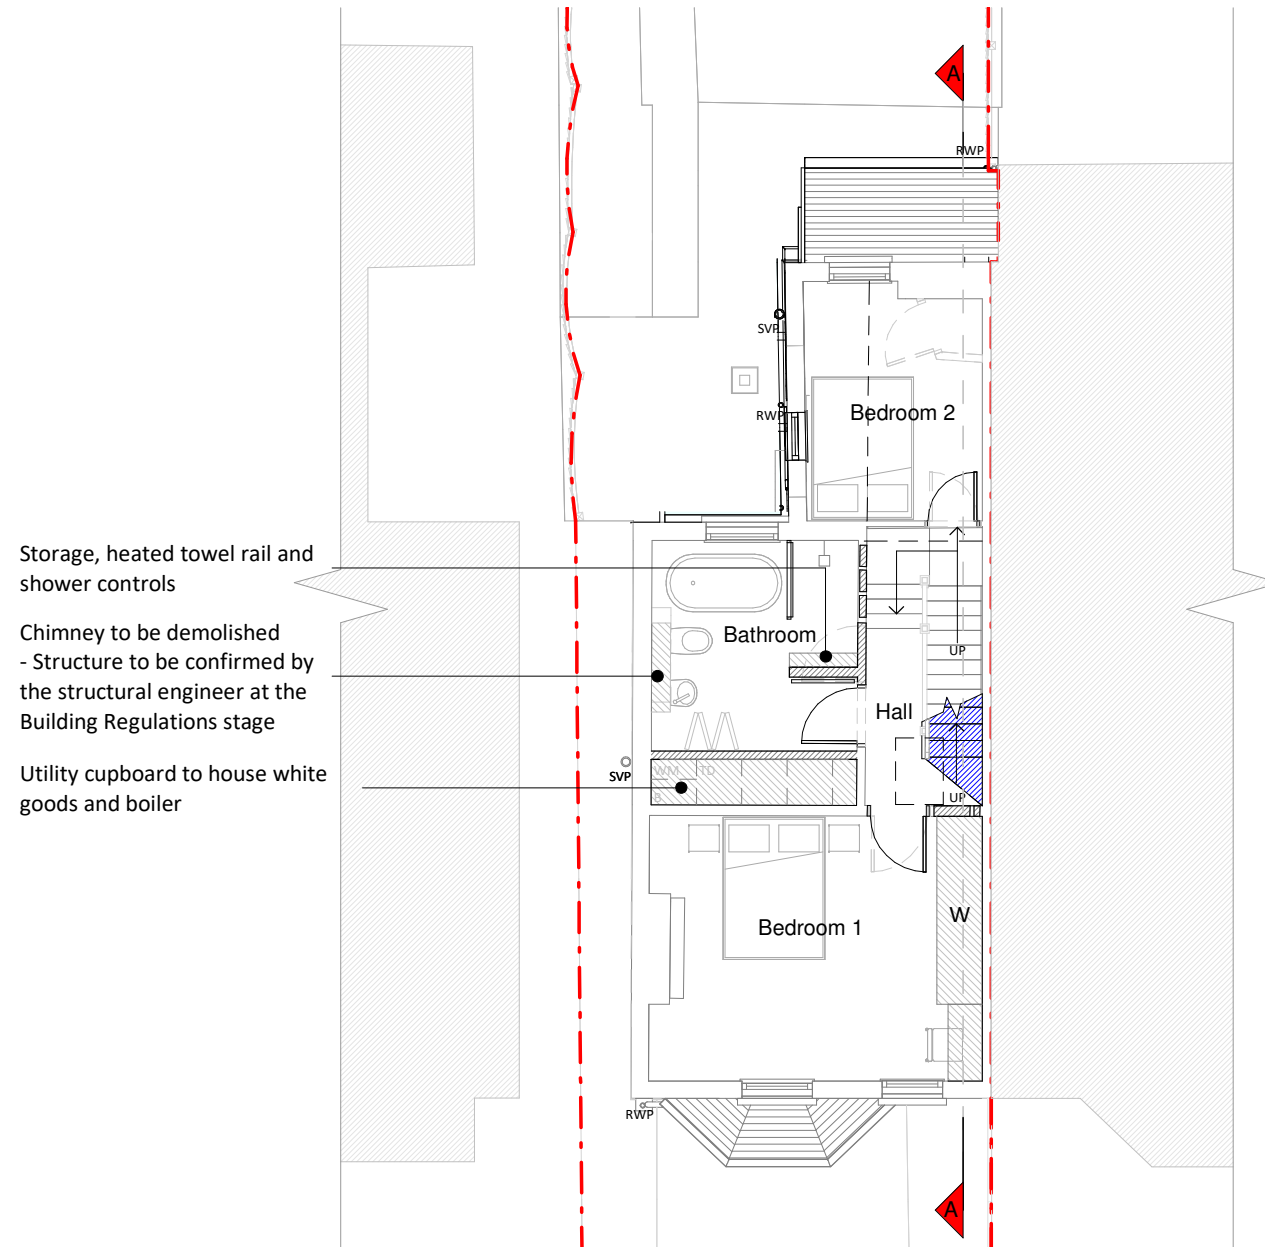 A
RWP
SVP
RWP
Bedroom 2
Storage, heated towel rail and
shower controls
Chimney to be demolished
- Structure to be confirmed by
the structural engineer at the
Building Regulations stage
Utility cupboard to house white
goods and boiler
Bathroom
UP
Hall
SVP
WM TD
B
UP
Bedroom 1
W
RWP
A